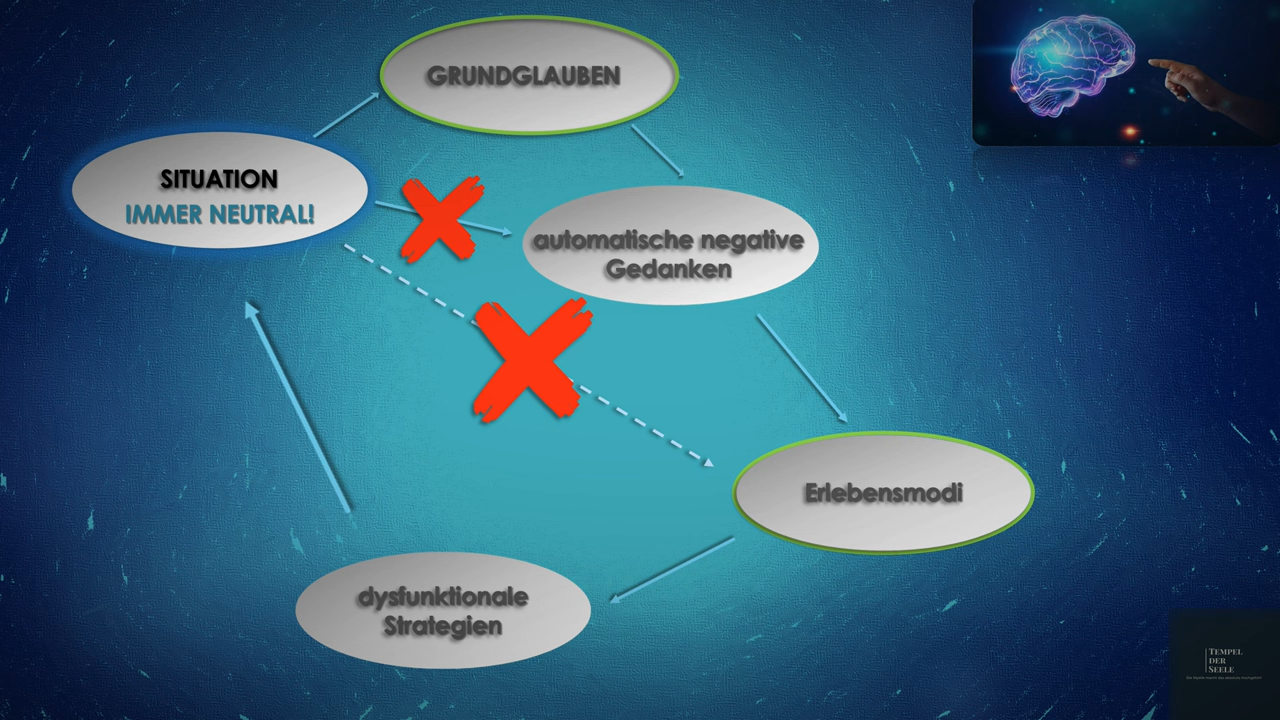 GRUNDGLAUBEN
SITUATION
IMMER NEUTRAL!
automatische negative
Gedanken
Erlebensmodi
dysfunktionale
Strategien
TEMPEL
DER
SEELE